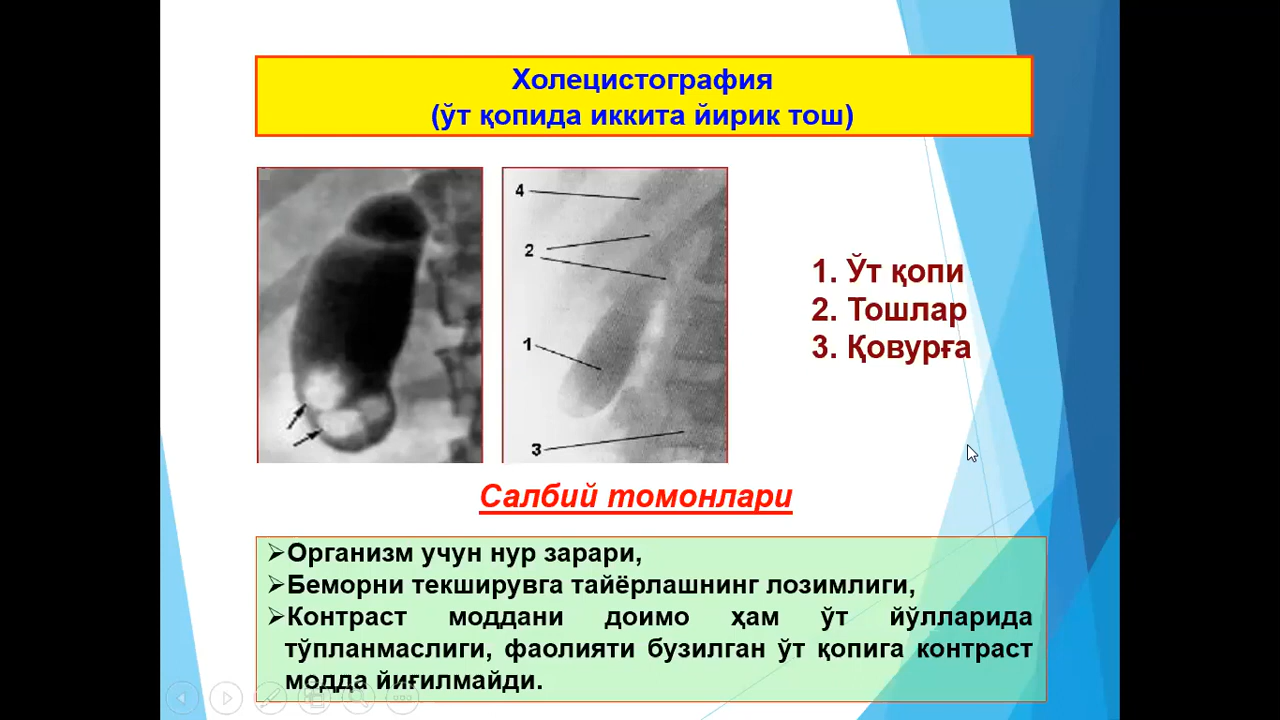 Холецистография
(ўт қопида иккита йирик тош)
4
2
1
3
1. Ўт қопи
2. Тошлар
3. Қовурға
Салбий томонлари
➢Организм учун нур зарари,
➢Беморни текширувга тайёрлашнинг лозимлиги,
➢Контраст моддани доимо ҳам ўт йўлларида
тўпланмаслиги, фаолияти бузилган ўт қопига контраст
модда йиғилмайди.